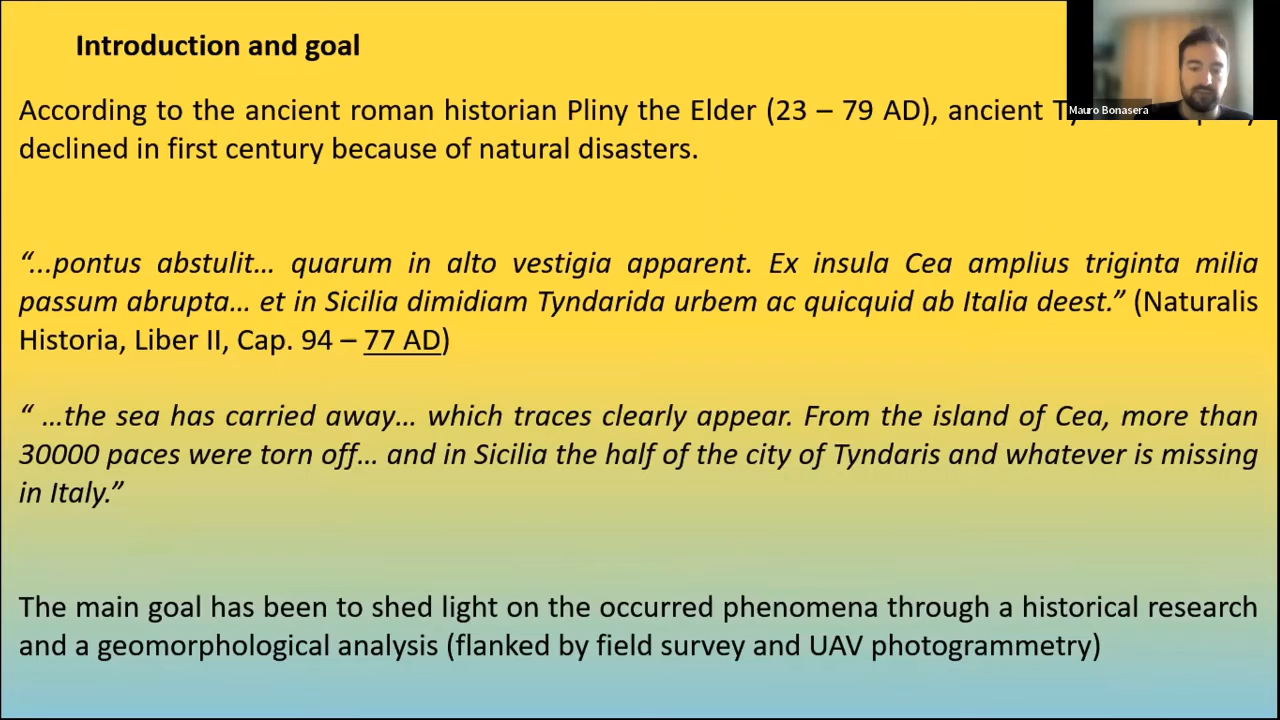 Introduction and goal
Mauro Bonasera
According to the ancient roman historian Pliny the Elder (23 – 79 AD), ancient
declined in first century because of natural disasters.
“...pontus abstulit… quarum in alto vestigia apparent. Ex insula Cea amplius triginta milia
passum abrupta… et in Sicilia dimidiam Tyndarida urbem ac quicquid ab Italia deest.” (Naturalis
Historia, Liber II, Cap. 94 – 77 AD)
“ …the sea has carried away… which traces clearly appear. From the island of Cea, more than
30000 paces were torn off… and in Sicilia the half of the city of Tyndaris and whatever is missing
in Italy.”
The main goal has been to shed light on the occurred phenomena through a historical research
and a geomorphological analysis (flanked by field survey and UAV photogrammetry)